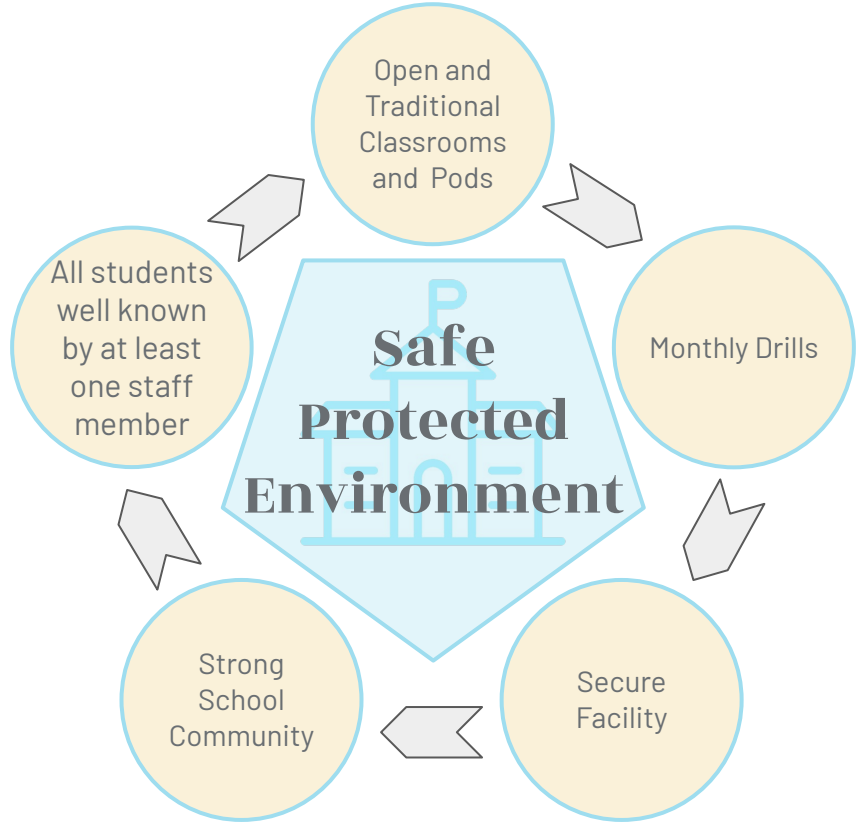 Open and
Traditional
Classrooms
and Pods
All students
well known
by at least
one staff
member
Safe
Protected
Environment
Monthly Drills
Strong
School
Community
Secure
Facility